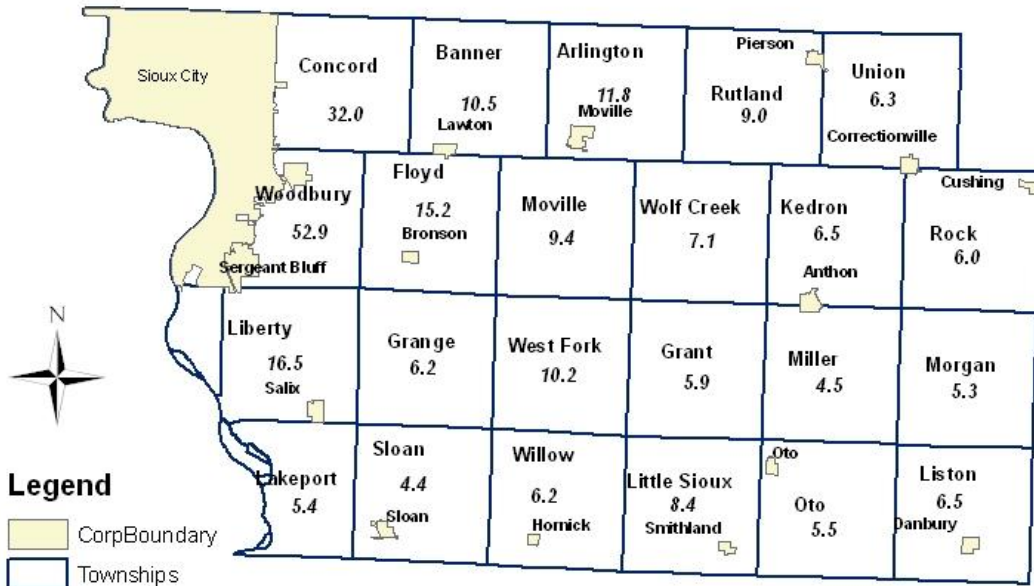 Sioux City
Concord
32.0
Banner
10.5
Lawton
Arlington
11.8
Moville
Pierson
Rutland
9.0
Union
6.3
Correctionville
Woodbury
52.9
Sergeant Bluff
Floyd
15.2
Bronson
Moville
9.4
Wolf Creek
7.1
Kedron
6.5
Anthon
Cushing
Rock
6.0
N
Liberty
16.5
Salix
Grange
6.2
West Fork
10.2
Grant
5.9
Miller
4.5
Morgan
5.3
Lakeport
5.4
Sloan
4.4
Sloan
Willow
6.2
Hornick
Little Sioux
8.4
Smithland
Oto
Oto
5.5
Liston
6.5
Danbury
Legend
CorpBoundary
Townships